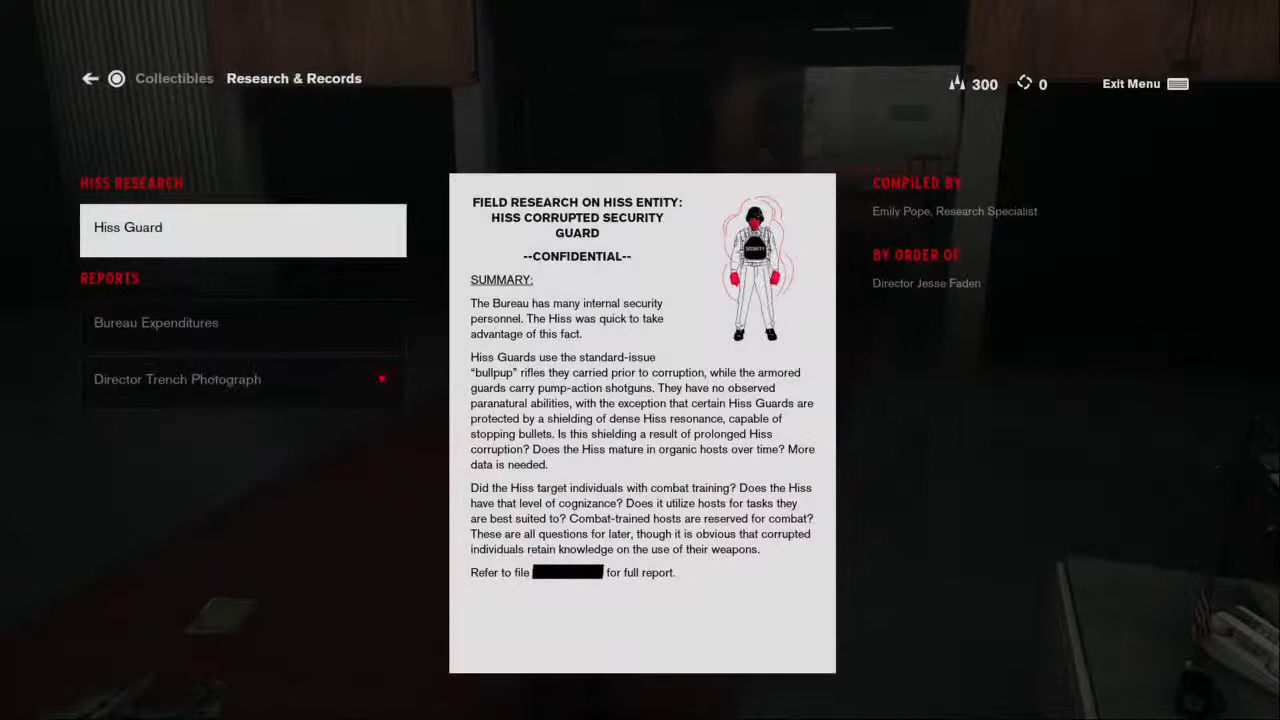 Collectibles Research & Records
300 0 Exit Menu
HISS RESEARCH
Hiss Guard
REPORTS
Bureau Expenditures
Director Trench Photograph
FIELD RESEARCH ON HISS ENTITY:
HISS CORRUPTED SECURITY
GUARD
--CONFIDENTIAL--
SUMMARY:
The Bureau has many internal security
personnel. The Hiss was quick to take
advantage of this fact.
Hiss Guards use the standard-issue
“bullpup” rifles they carried prior to corruption, while the armored
guards carry pump-action shotguns. They have no observed
paranatural abilities, with the exception that certain Hiss Guards are
protected by a shielding of dense Hiss resonance, capable of
stopping bullets. Is this shielding a result of prolonged Hiss
corruption? Does the Hiss mature in organic hosts over time? More
data is needed.
Did the Hiss target individuals with combat training? Does the Hiss
have that level of cognizance? Does it utilize hosts for tasks they
are best suited to? Combat-trained hosts are reserved for combat?
These are all questions for later, though it is obvious that corrupted
individuals retain knowledge on the use of their weapons.
Refer to file for full report.
SECURITY
COMPILED BY
Emily Pope, Research Specialist
BY ORDER OF
Director Jesse Faden